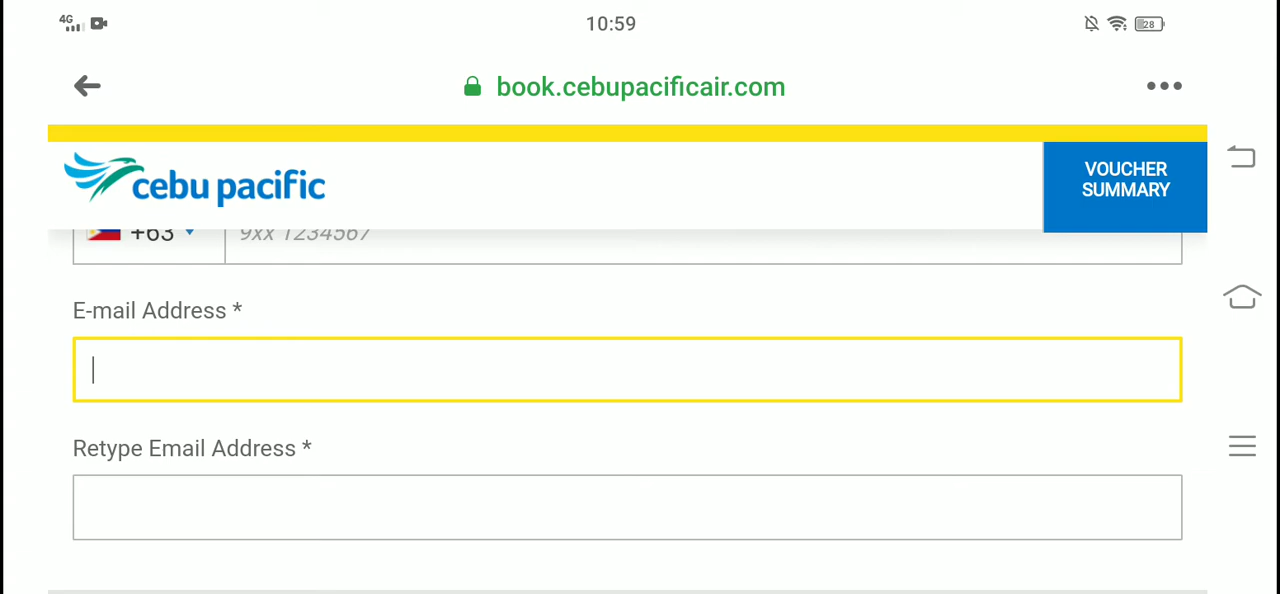 4G 10:59 28
book.cebupacificair.com
cebu pacific
VOUCHER
SUMMARY
+63 9xx 1234567
E-mail Address *
Retype Email Address *